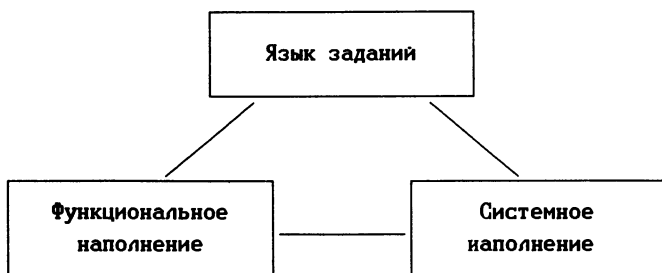 Язык заданий
Функциональное
наполнение
Системное
наполнение